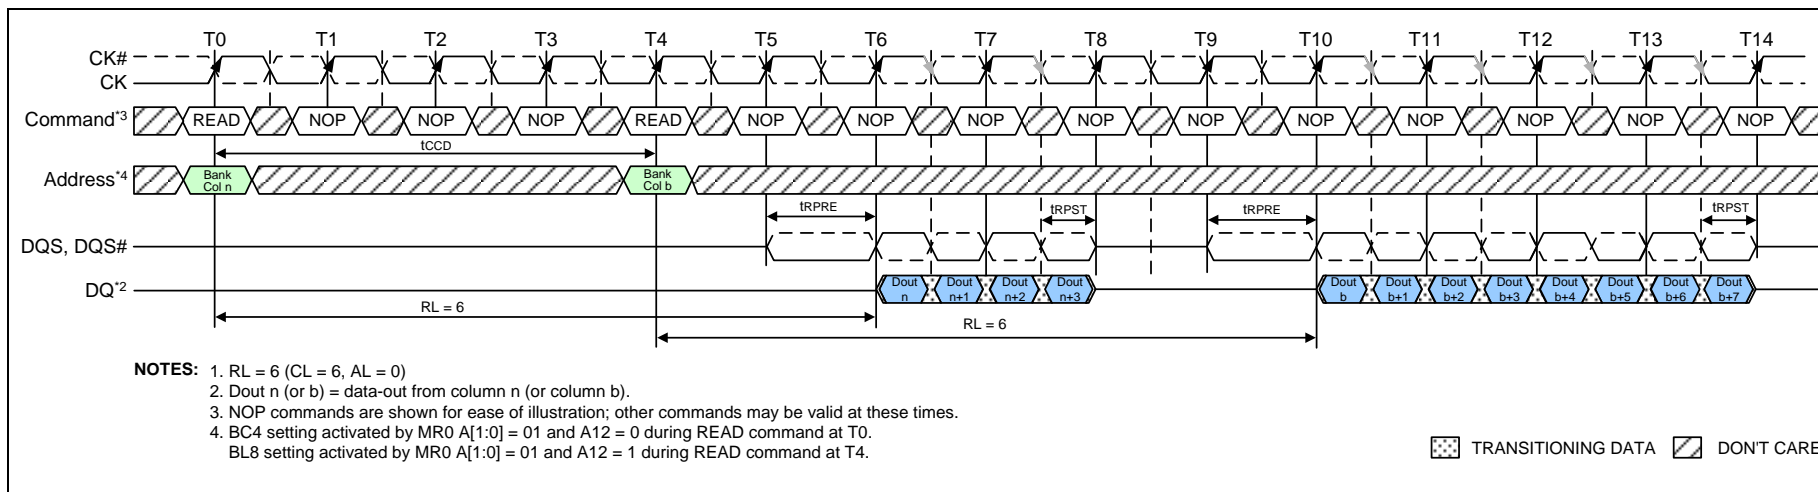 T0 T1 T2 T3 T4 T5 T6 T7 T8 T9 T10 T11 T12 T13 T14
CK#
CK
Command*3 READ NOP NOP NOP READ NOP NOP NOP NOP NOP NOP NOP NOP NOP NOP
tCCD
Address*4 Bank Col n Bank Col b
tRPRE tRPST tRPRE tRPST
DQS, DQS#
DQ*2 Dout n Dout n+1 Dout n+2 Dout n+3 Dout b Dout b+1 Dout b+2 Dout b+3 Dout b+4 Dout b+5 Dout b+6 Dout b+7
RL = 6
RL = 6
NOTES: 1. RL = 6 (CL = 6, AL = 0)
2. Dout n (or b) = data-out from column n (or column b).
3. NOP commands are shown for ease of illustration; other commands may be valid at these times.
4. BC4 setting activated by MR0 A[1:0] = 01 and A12 = 0 during READ command at T0.
BL8 setting activated by MR0 A[1:0] = 01 and A12 = 1 during READ command at T4.
TRANSITIONING DATA DON'T CARE